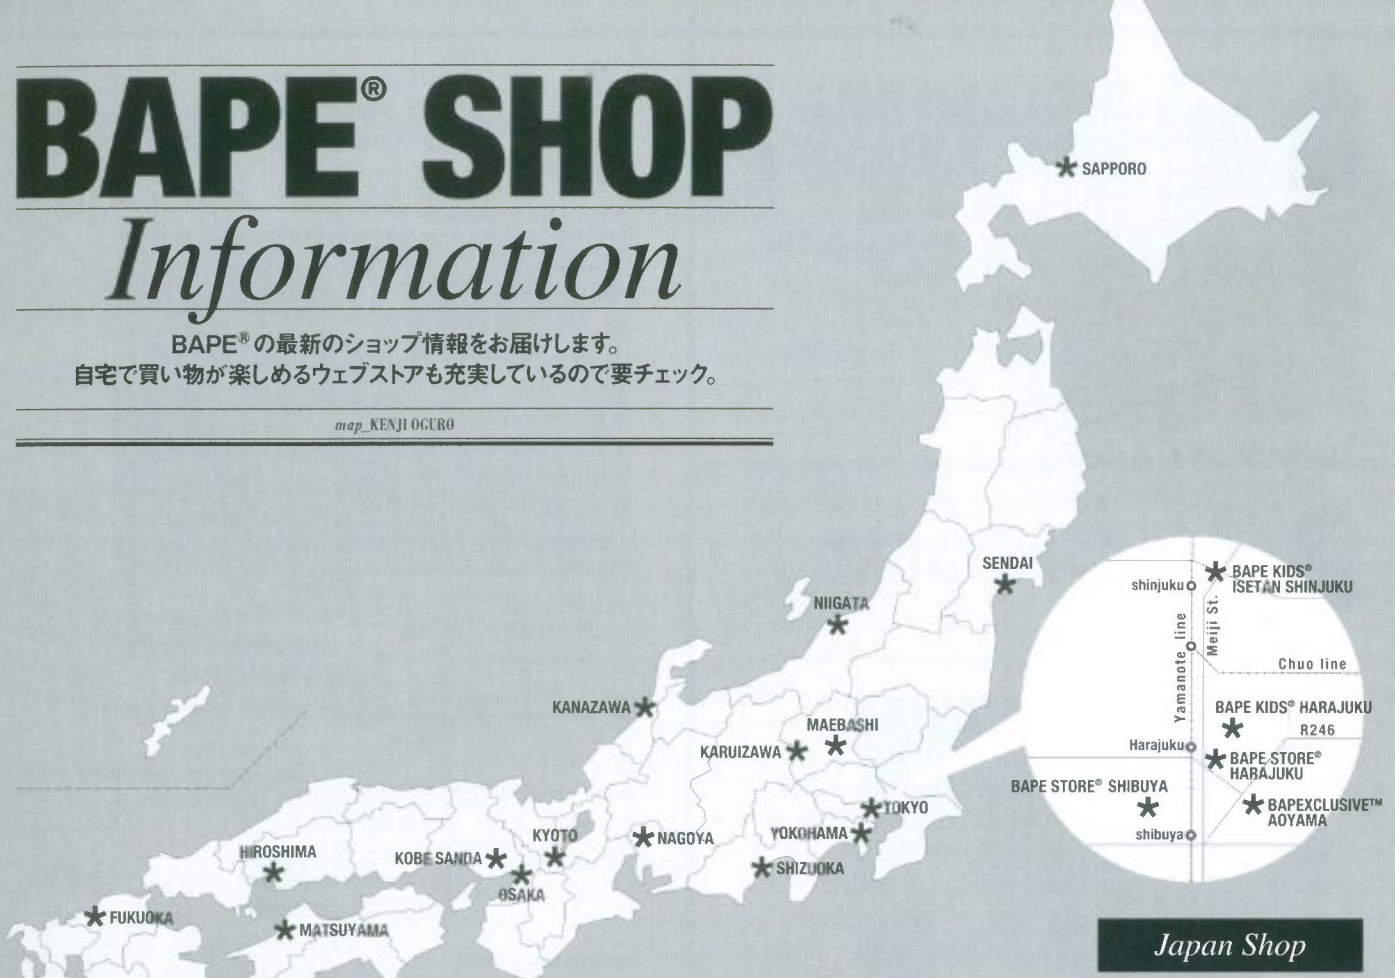 BAPE® SHOP
Information
BAPE®の最新のショップ情報をお届けします。
自宅で買い物が楽しめるウェブストアも充実しているので要チェック。
map_KENJI OGURO
SAPPORO
SENDAI
NIIGATA
KANAZAWA
MAEBASHI
KARUIZAWA
TOKYO
YOKOHAMA
NAGOYA
SHIZUOKA
KYOTO
KOBE SANDA
OSAKA
HIROSHIMA
FUKUOKA
MATSUYAMA
shinjuku
BAPE KIDS®
ISETAN SHINJUKU
Yamanote line
Meiji St.
Chuo line
BAPE KIDS® HARAJUKU
R246
Harajuku
BAPE STORE®
HARAJUKU
BAPE STORE® SHIBUYA
BAPEXCLUSIVE™
AOYAMA
shibuya
Japan Shop